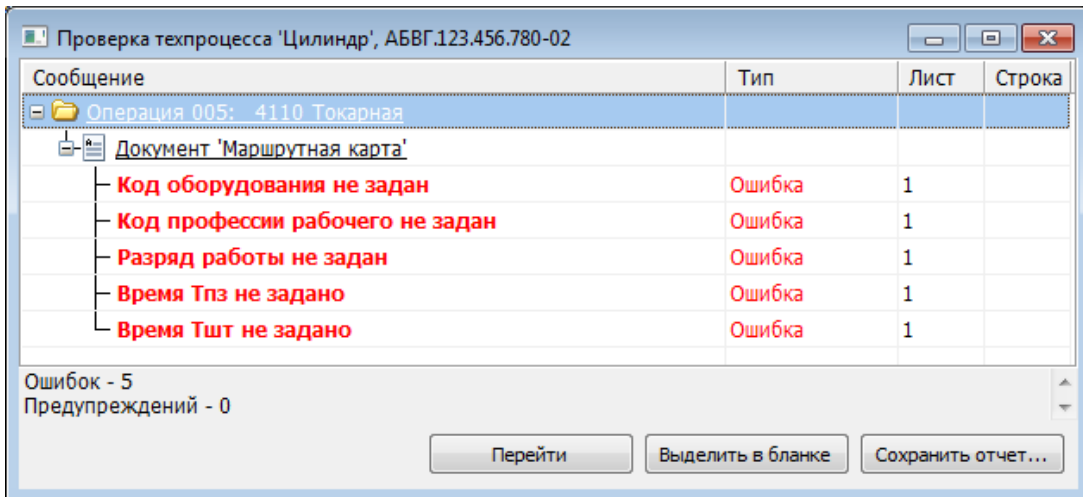 Проверка техпроцесса 'Цилиндр', АБВГ.123.456.780-02
Сообщение Тип Лист Строка
Операция 005: 4110 Токарная
Документ 'Маршрутная карта'
Код оборудования не задан Ошибка 1
Код профессии рабочего не задан Ошибка 1
Разряд работы не задан Ошибка 1
Время Тпз не задано Ошибка 1
Время Тшт не задано Ошибка 1
Ошибок - 5
Предупреждений - 0
Перейти Выделить в бланке Сохранить отчет...